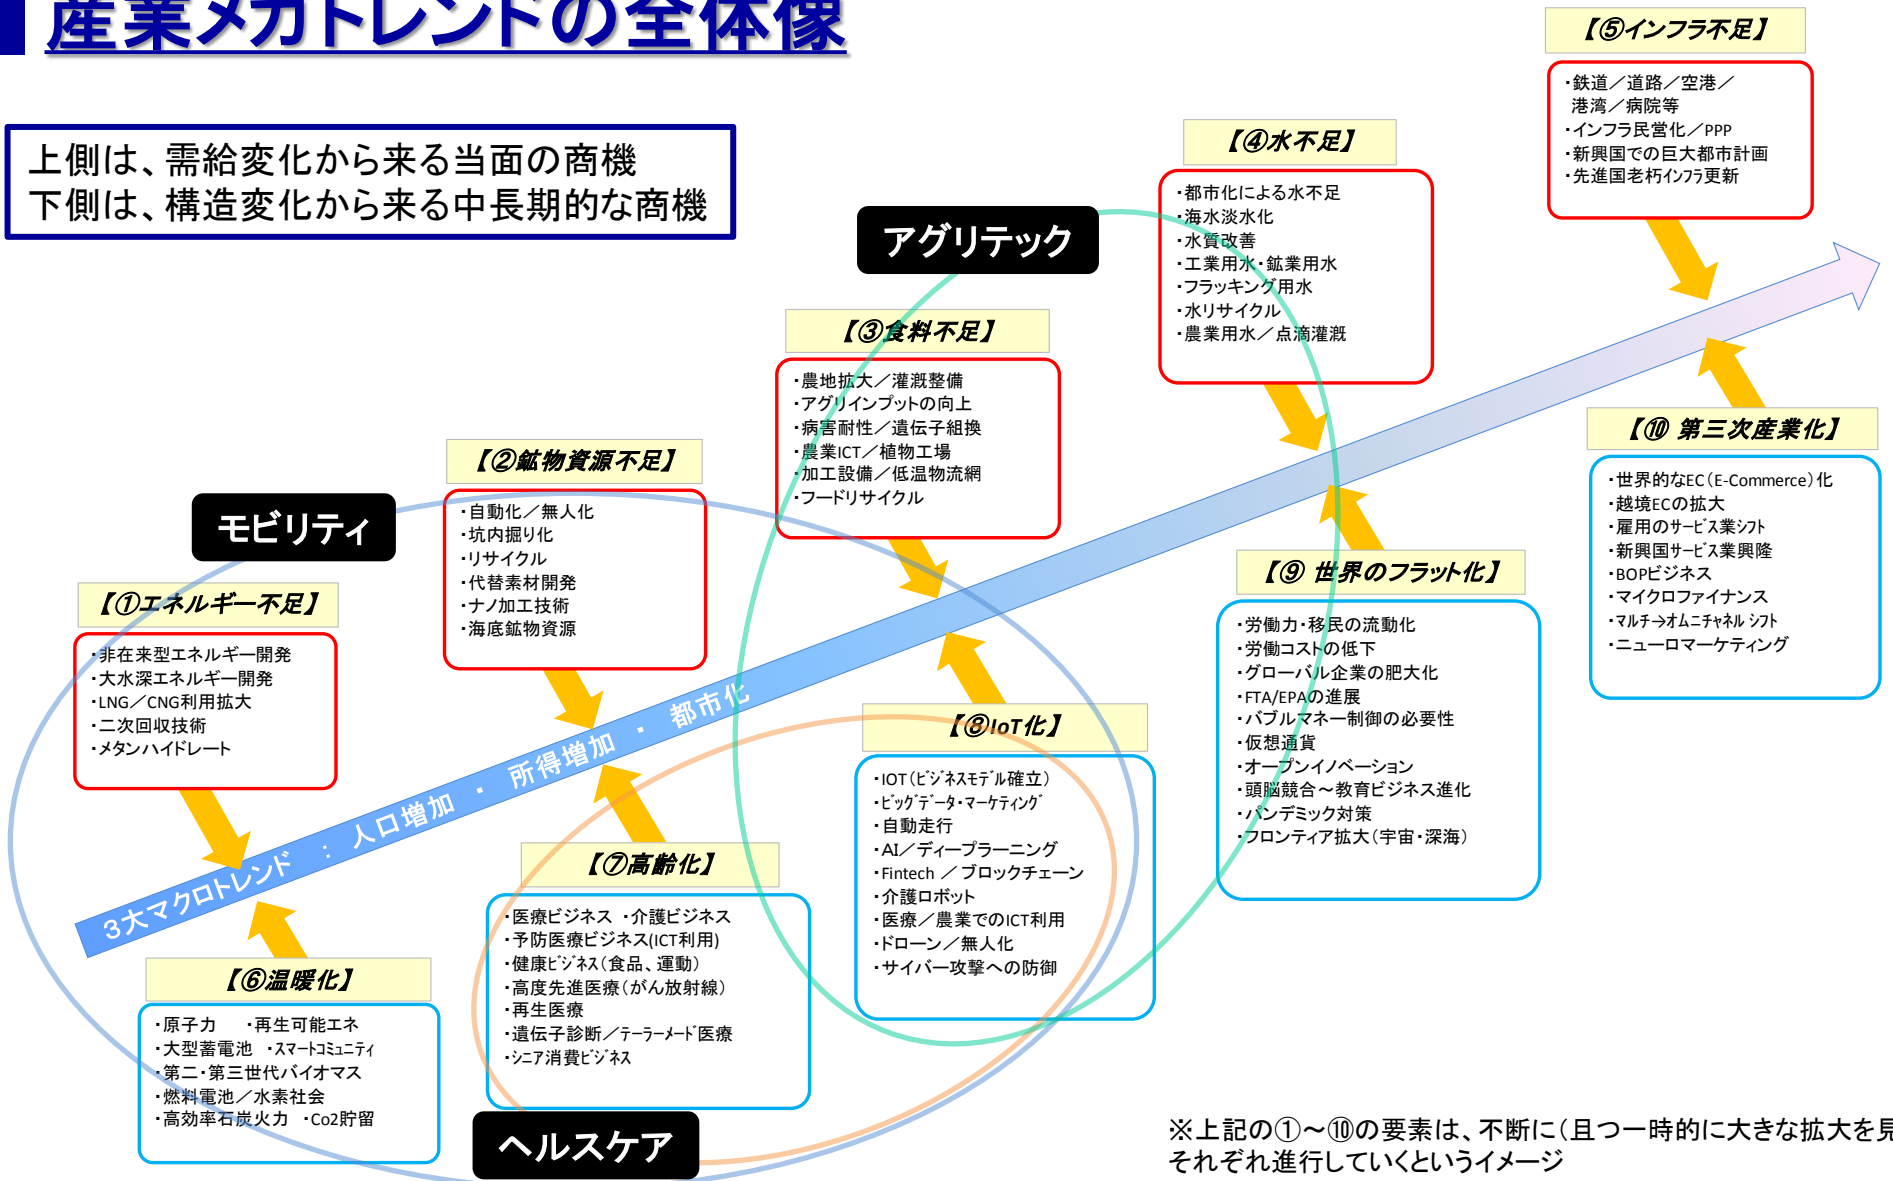 産業メガトレンドの全体像
上側は、需給変化から来る当面の商機
下側は、構造変化から来る中長期的な商機
【⑤インフラ不足】
・鉄道／道路／空港／
港湾／病院等
・インフラ民営化／PPP
・新興国での巨大都市計画
・先進国老朽ｲﾝﾌﾗ更新
【④水不足】
・都市化による水不足
・海水淡水化
・水質改善
・工業用水・鉱業用水
・フラッキング用水
・水リサイクル
・農業用水／点滴灌漑
アグリテック
【③食料不足】
・農地拡大／灌漑整備
・アグリインプットの向上
・病害耐性／遺伝子組換
・農業ICT／植物工場
・加工設備／低温物流網
・フードリサイクル
【②鉱物資源不足】
・自動化／無人化
・坑内掘り化
・リサイクル
・代替素材開発
・ナノ加工技術
・海底鉱物資源
モビリティ
【①エネルギー不足】
・非在来型エネルギー開発
・大水深エネルギー開発
・LNG／CNG利用拡大
・二次回収技術
・メタンハイドレート
３大マクロトレンド ： 人口増加 ・ 所得増加 ・ 都市化
【⑥温暖化】
・原子力 ・再生可能エネ
・大型蓄電池 ・ｽﾏｰﾄｺﾐｭﾆﾃｨ
・第二・第三世代バイオマス
・燃料電池／水素社会
・高効率石炭火力 ・Co2貯留
【⑦高齢化】
・医療ビジネス ・介護ビジネス
・予防医療ビジネス(ICT利用)
・健康ﾋﾞｼﾞﾈｽ（食品、運動）
・高度先進医療（がん放射線）
・再生医療
・遺伝子診断／ﾃｰﾗｰﾒｰﾄﾞ医療
・ｼﾆｱ消費ﾋﾞｼﾞﾈｽ
ヘルスケア
【⑧IoT化】
・IOT（ﾋﾞｼﾞﾈｽﾓﾃﾞﾙ確立）
・ﾋﾞｯｸﾞﾃﾞｰﾀ・ﾏｰｹﾃｨﾝｸﾞ
・自動走行
・AI／ディープラーニング
・Fintech ／ブロックチェーン
・介護ロボット
・医療／農業でのICT利用
・ドローン／無人化
・サイバー攻撃への防御
【⑨ 世界のフラット化】
・労働力・移民の流動化
・労働コストの低下
・グローバル企業の肥大化
・FTA/EPAの進展
・バブルマネー制御の必要性
・仮想通貨
・オープンイノベーション
・頭脳競合～教育ビジネス進化
・パンデミック対策
・フロンティア拡大（宇宙・深海）
【⑩ 第三次産業化】
・世界的なEC（E-Commerce）化
・越境ECの拡大
・雇用のｻｰﾋﾞｽ業ｼﾌﾄ
・新興国ｻｰﾋﾞｽ業興隆
・BOPビジネス
・マイクロファイナンス
・ﾏﾙﾁ→ｵﾑﾆﾁｬﾈﾙ ｼﾌﾄ
・ニューロマーケティング
※上記の①～⑩の要素は、不断に（且つ一時的に大きな拡大を見
それぞれ進行していくというイメージ